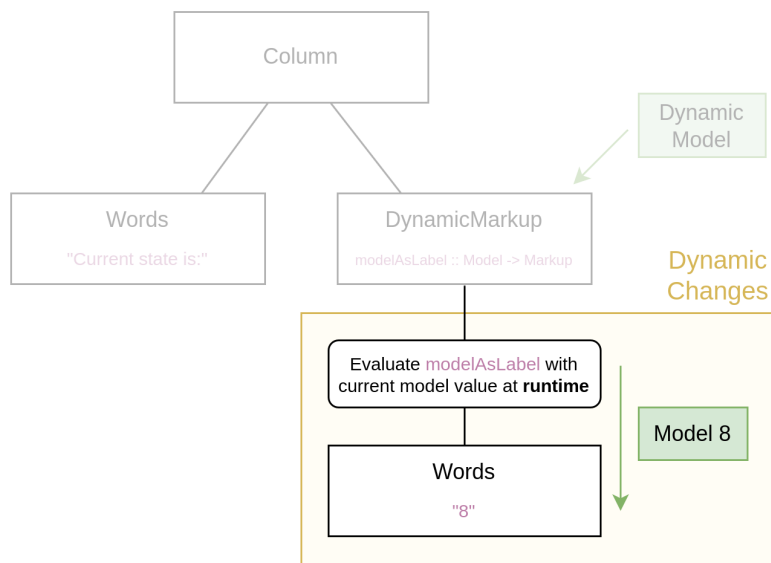 Column
Dynamic
Model
Words
"Current state is:"
DynamicMarkup
modelAsLabel :: Model -> Markup
Dynamic
Changes
Evaluate modelAsLabel with
current model value at runtime
Model 8
Words
"8"